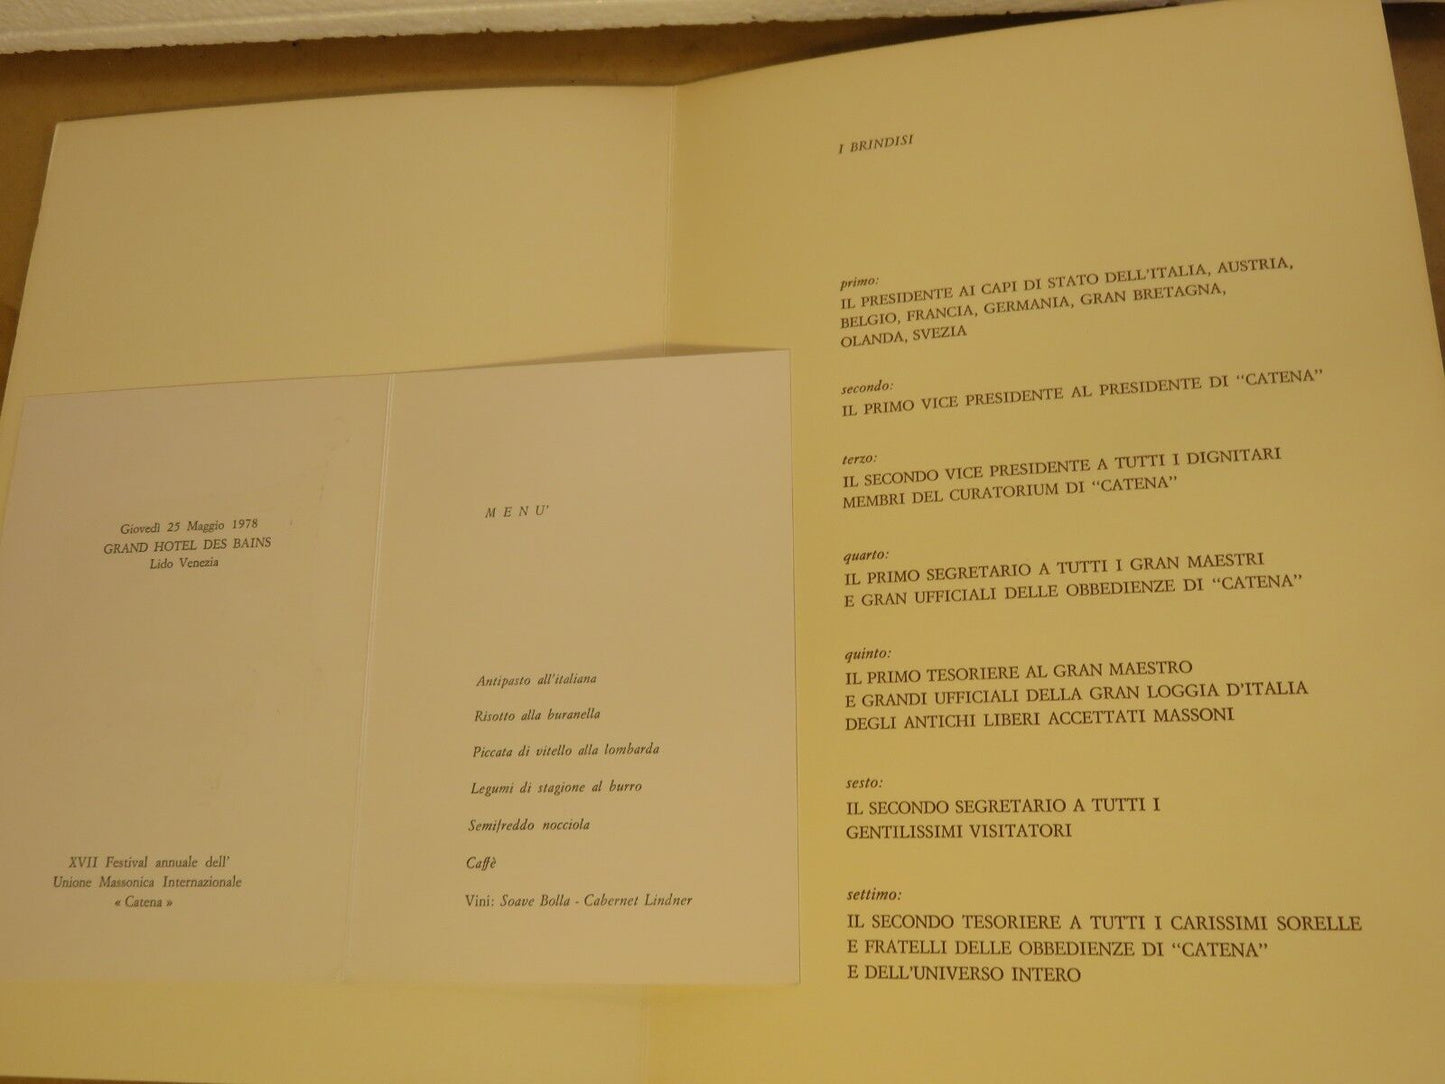 Giovedì 25 Maggio 1978
GRAND HOTEL DES BAINS
Lido Venezia
XVII Festival annuale dell'
Unione Massonica Internazionale
« Catena »
MENU'
Antipasto all'italiana
Risotto alla buranella
Piccata di vitello alla lombarda
Legumi di stagione al burro
Semifreddo nocciola
Caffè
Vini: Soave Bolla - Cabernet Lindner
I BRINDISI
primo:
IL PRESIDENTE AI CAPI DI STATO DELL'ITALIA, AUSTRIA,
BELGIO, FRANCIA, GERMANIA, GRAN BRETAGNA,
OLANDA, SVEZIA
secondo:
IL PRIMO VICE PRESIDENTE AL PRESIDENTE DI “CATENA”
terzo:
IL SECONDO VICE PRESIDENTE A TUTTI I DIGNITARI
MEMBRI DEL CURATORIUM DI “CATENA”
quarto:
IL PRIMO SEGRETARIO A TUTTI I GRAN MAESTRI
E GRAN UFFICIALI DELLE OBBEDIENZE DI “CATENA”
quinto:
IL PRIMO TESORIERE AL GRAN MAESTRO
E GRANDI UFFICIALI DELLA GRAN LOGGIA D'ITALIA
DEGLI ANTICHI LIBERI ACCETTATI MASSONI
sesto:
IL SECONDO SEGRETARIO A TUTTI I
GENTILISSIMI VISITATORI
settimo:
IL SECONDO TESORIERE A TUTTI I CARISSIMI SORELLE
E FRATELLI DELLE OBBEDIENZE DI “CATENA”
E DELL'UNIVERSO INTERO